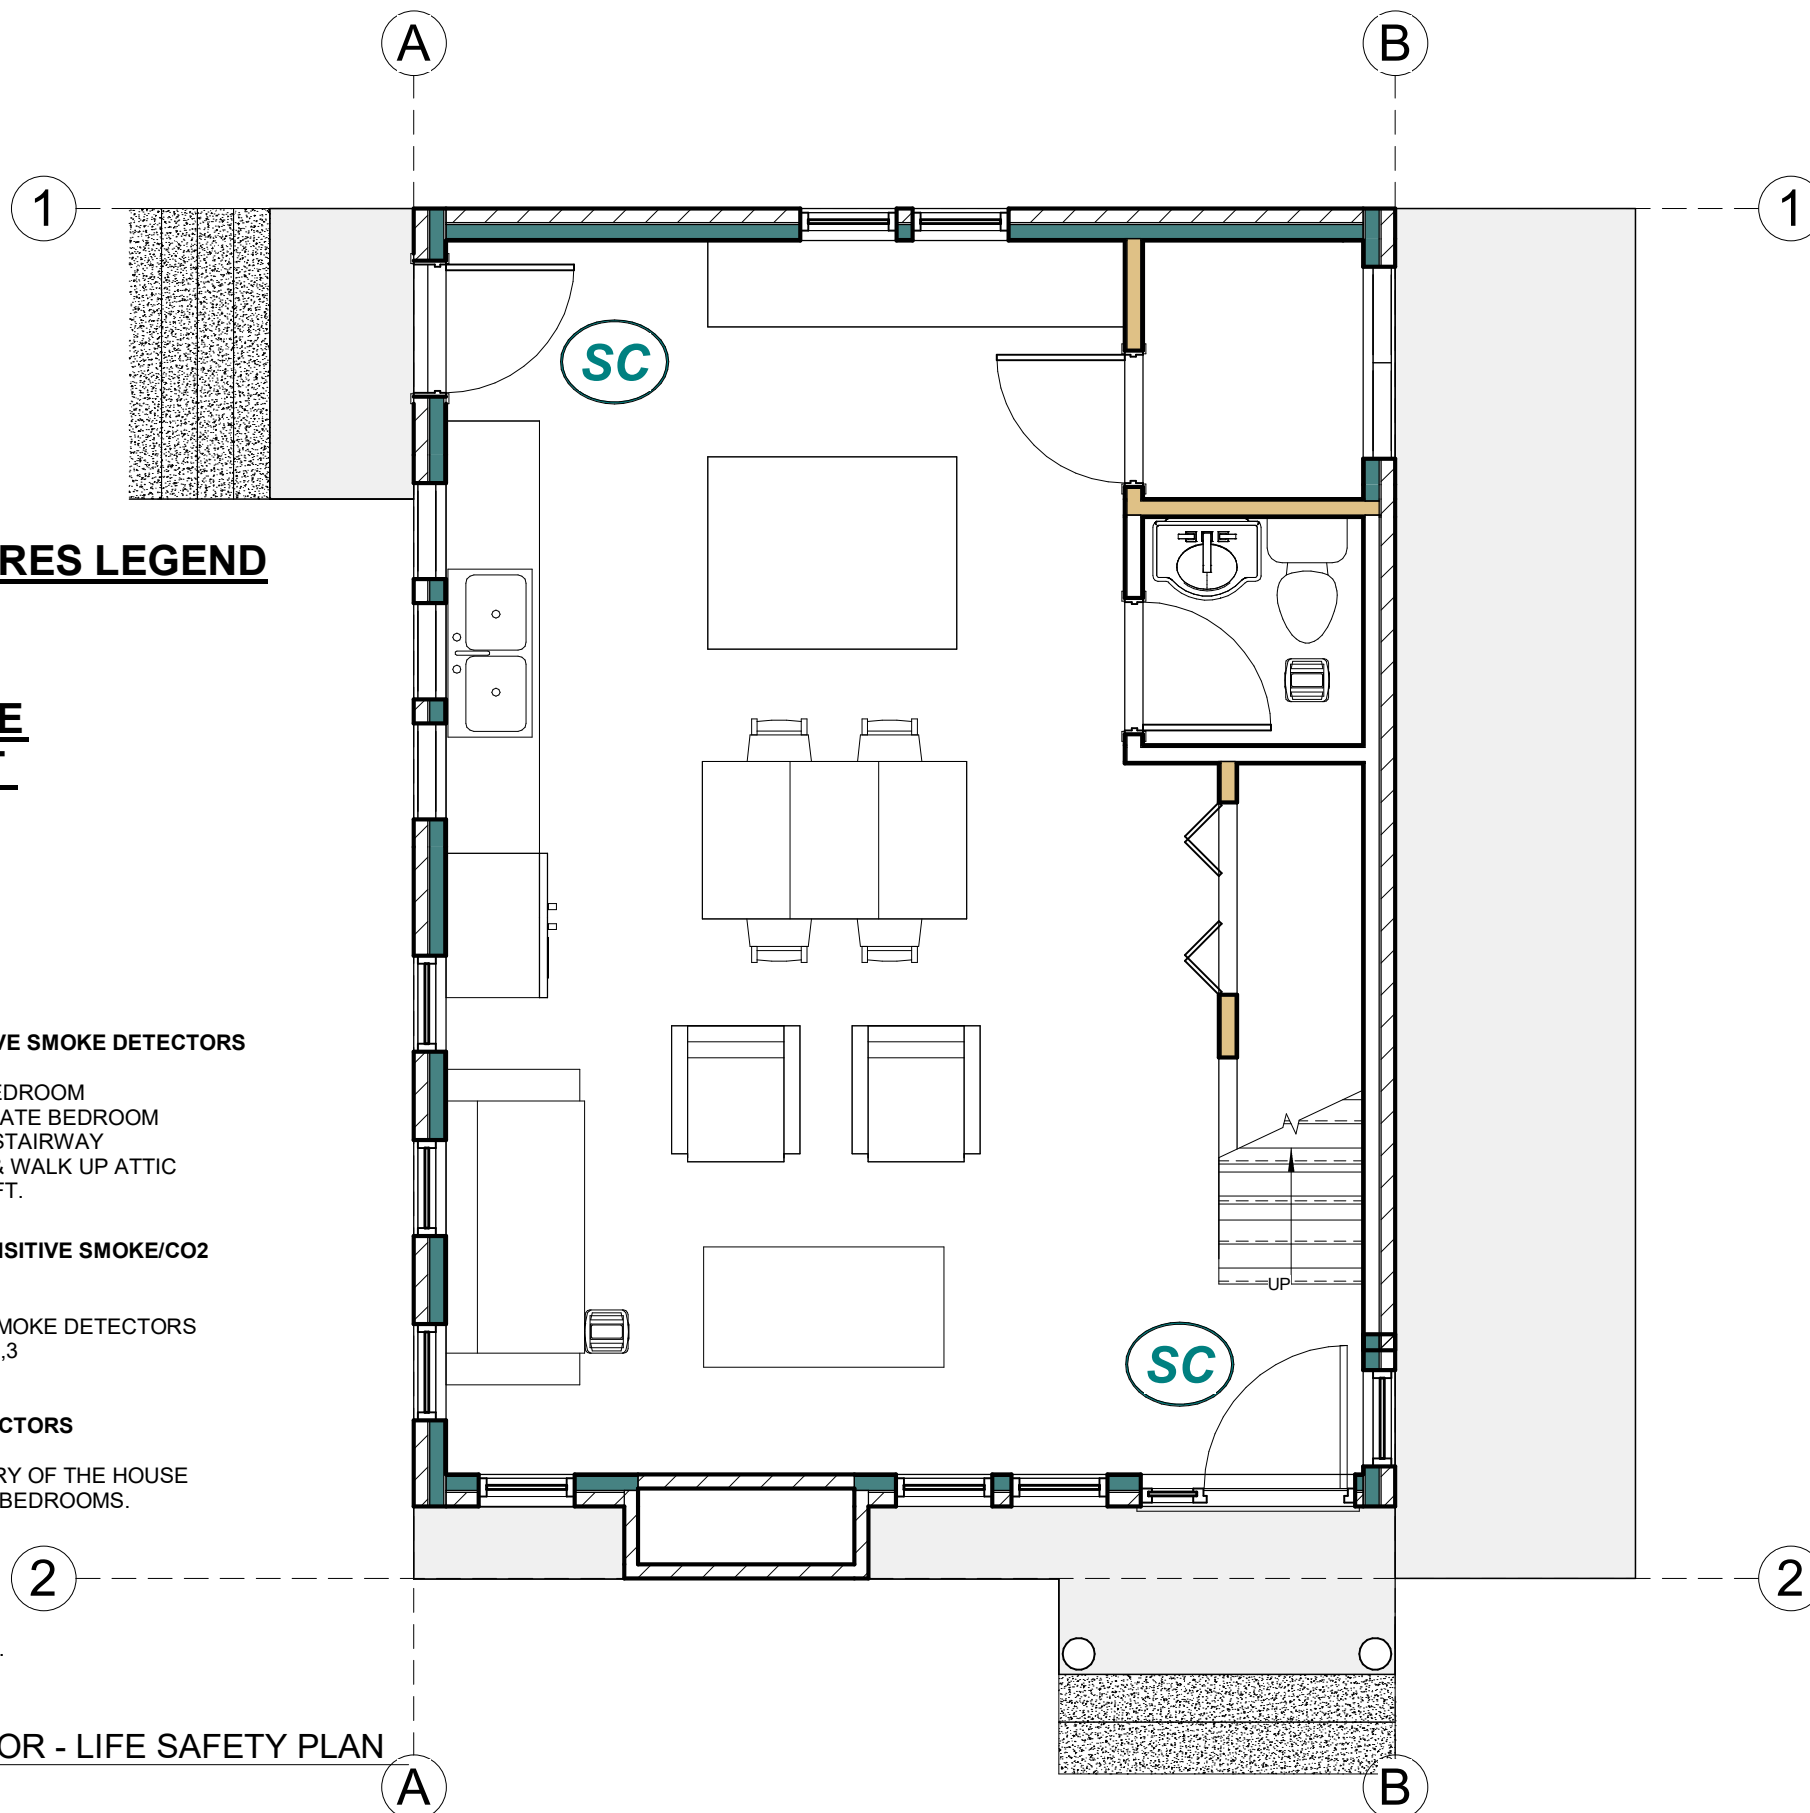 A
B
1
1
SC
RES LEGEND
E
VE SMOKE DETECTORS
EDROOM
ATE BEDROOM
STAIRWAY
& WALK UP ATTIC
FT.
NSITIVE SMOKE/CO2
UP
MOKE DETECTORS
,3
SC
CTORS
RY OF THE HOUSE
BEDROOMS.
2
2
.
OR - LIFE SAFETY PLAN
A
B